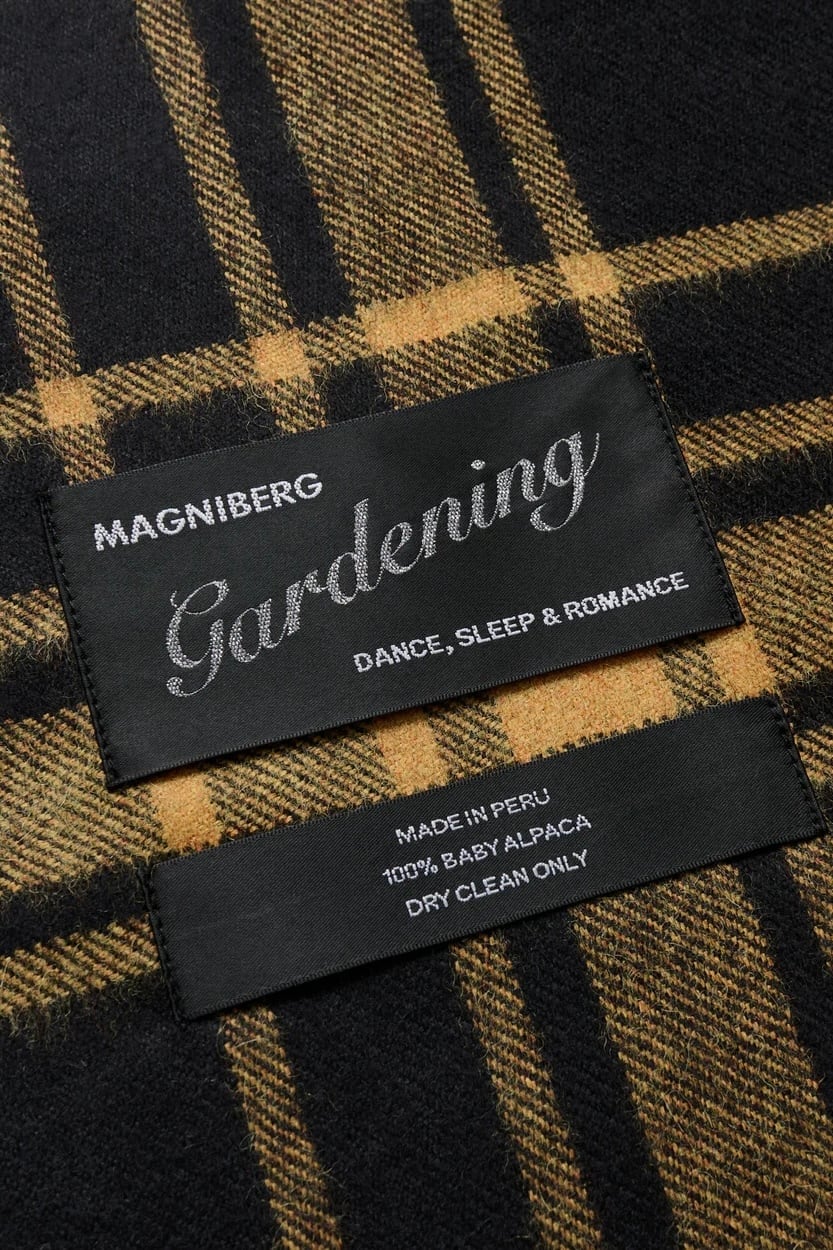 MAGNIBERG
Gardening
DANCE, SLEEP & ROMANCE
MADE IN PERU
100% BABY ALPACA
DRY CLEAN ONLY